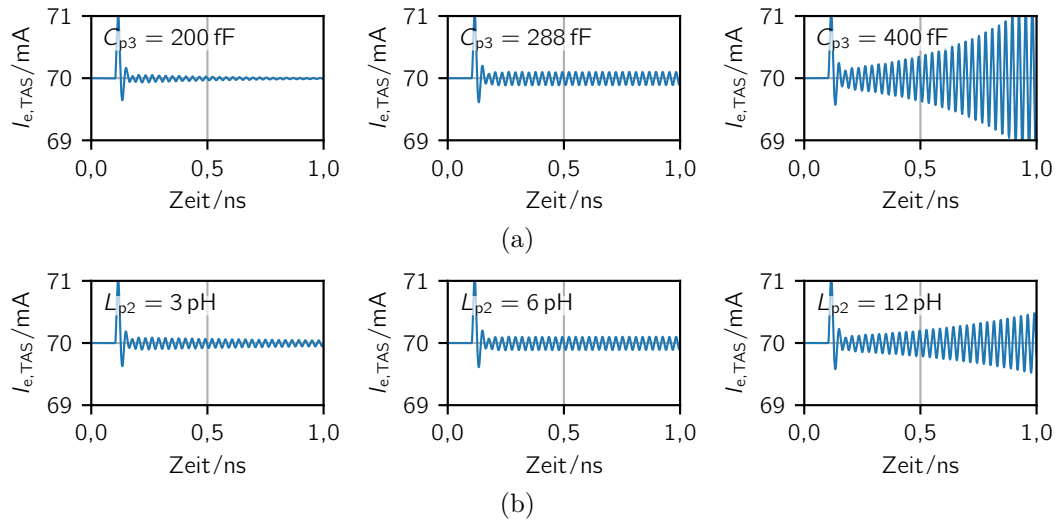 71
70
69
I_e,TAS/mA
C_p3 = 200 fF
0,0 0,5 1,0
Zeit/ns
71
70
69
I_e,TAS/mA
C_p3 = 288 fF
0,0 0,5 1,0
Zeit/ns
71
70
69
I_e,TAS/mA
C_p3 = 400 fF
0,0 0,5 1,0
Zeit/ns
(a)
71
70
69
I_e,TAS/mA
L_p2 = 3 pH
0,0 0,5 1,0
Zeit/ns
71
70
69
I_e,TAS/mA
L_p2 = 6 pH
0,0 0,5 1,0
Zeit/ns
71
70
69
I_e,TAS/mA
L_p2 = 12 pH
0,0 0,5 1,0
Zeit/ns
(b)